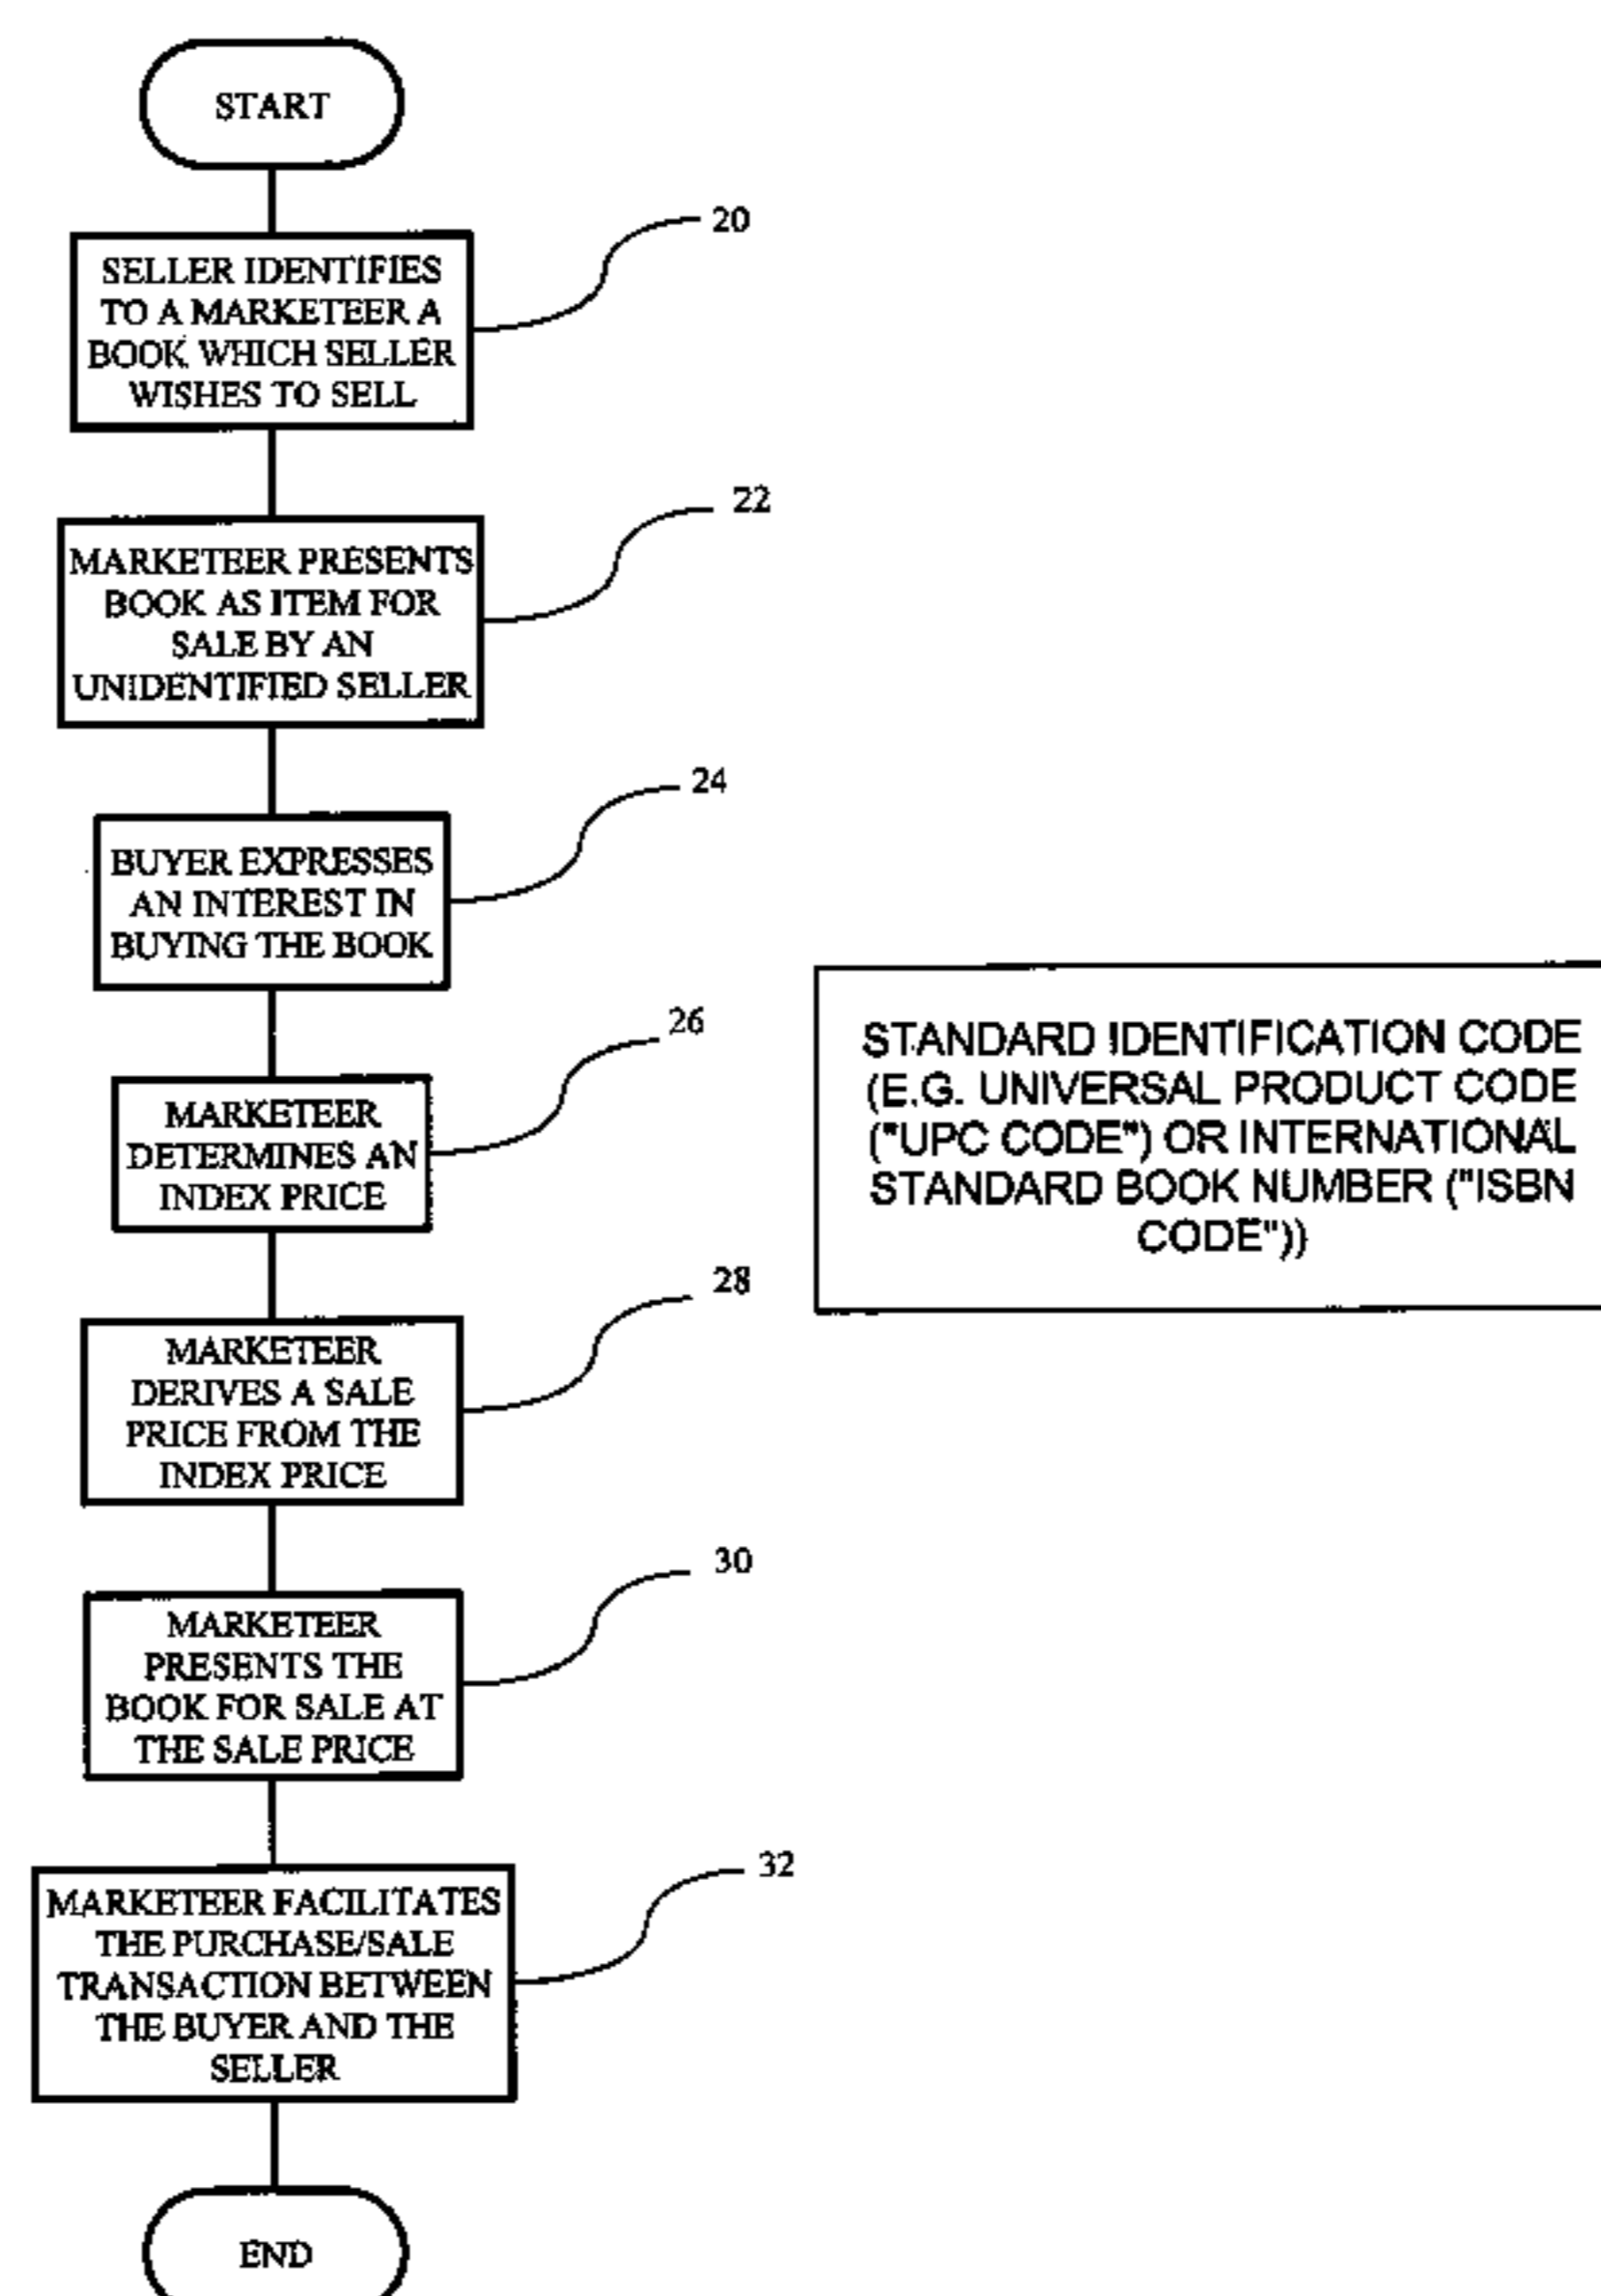 START
20
SELLER IDENTIFIES
TO A MARKETEER A
BOOK WHICH SELLER
WISHES TO SELL
22
MARKETEER PRESENTS
BOOK AS ITEM FOR
SALE BY AN
UNIDENTIFIED SELLER
24
BUYER EXPRESSES
AN INTEREST IN
BUYING THE BOOK
26
MARKETEER
DETERMINES AN
INDEX PRICE
STANDARD IDENTIFICATION CODE
(E.G. UNIVERSAL PRODUCT CODE
("UPC CODE") OR INTERNATIONAL
STANDARD BOOK NUMBER ("ISBN
CODE"))
28
MARKETEER
DERIVES A SALE
PRICE FROM THE
INDEX PRICE
30
MARKETEER
PRESENTS THE
BOOK FOR SALE AT
THE SALE PRICE
32
MARKETEER FACILITATES
THE PURCHASE/SALE
TRANSACTION BETWEEN
THE BUYER AND THE
SELLER
END